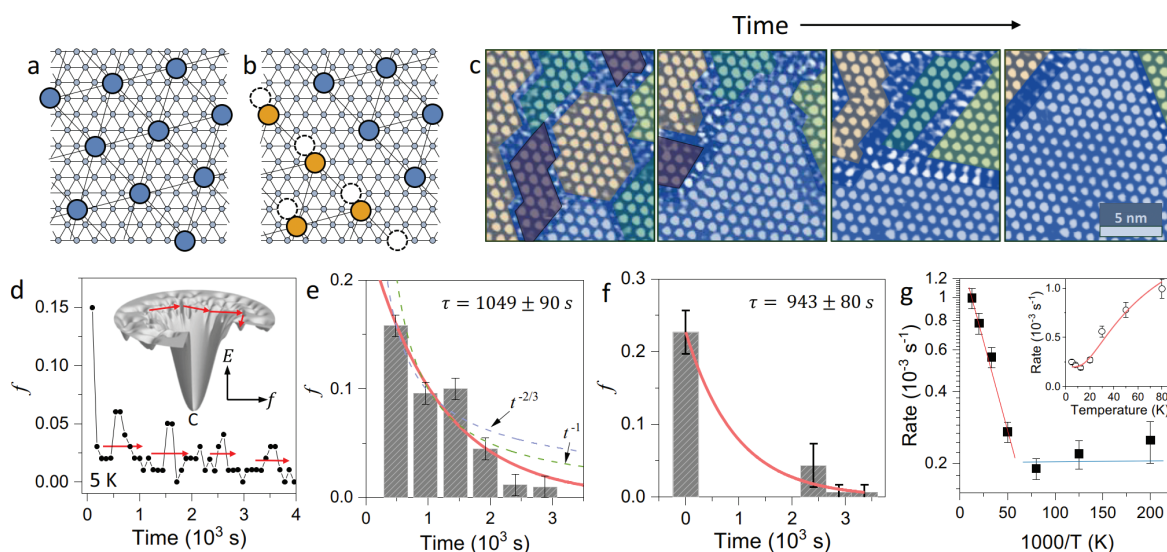 Time
a
b
c
5 nm
d
0.15
0.10
0.05
0.00
f
E
f
C
5 K
0 1 2 3 4
Time (10³ s)
e
τ = 1049 ± 90 s
0.2
0.1
0.0
f
t⁻²/³
t⁻¹
0 1 2 3
Time (10³ s)
f
τ = 943 ± 80 s
0.3
0.2
0.1
0.0
f
0 1 2 3
Time (10³ s)
g
1.2
1.0
0.8
0.6
0.4
0.2
Rate (10⁻³ s⁻¹)
1.0
0.5
0.0
Rate (10⁻³ s⁻¹)
0 20 40 60 80
Temperature (K)
0 50 100 150 200
1000/T (K)